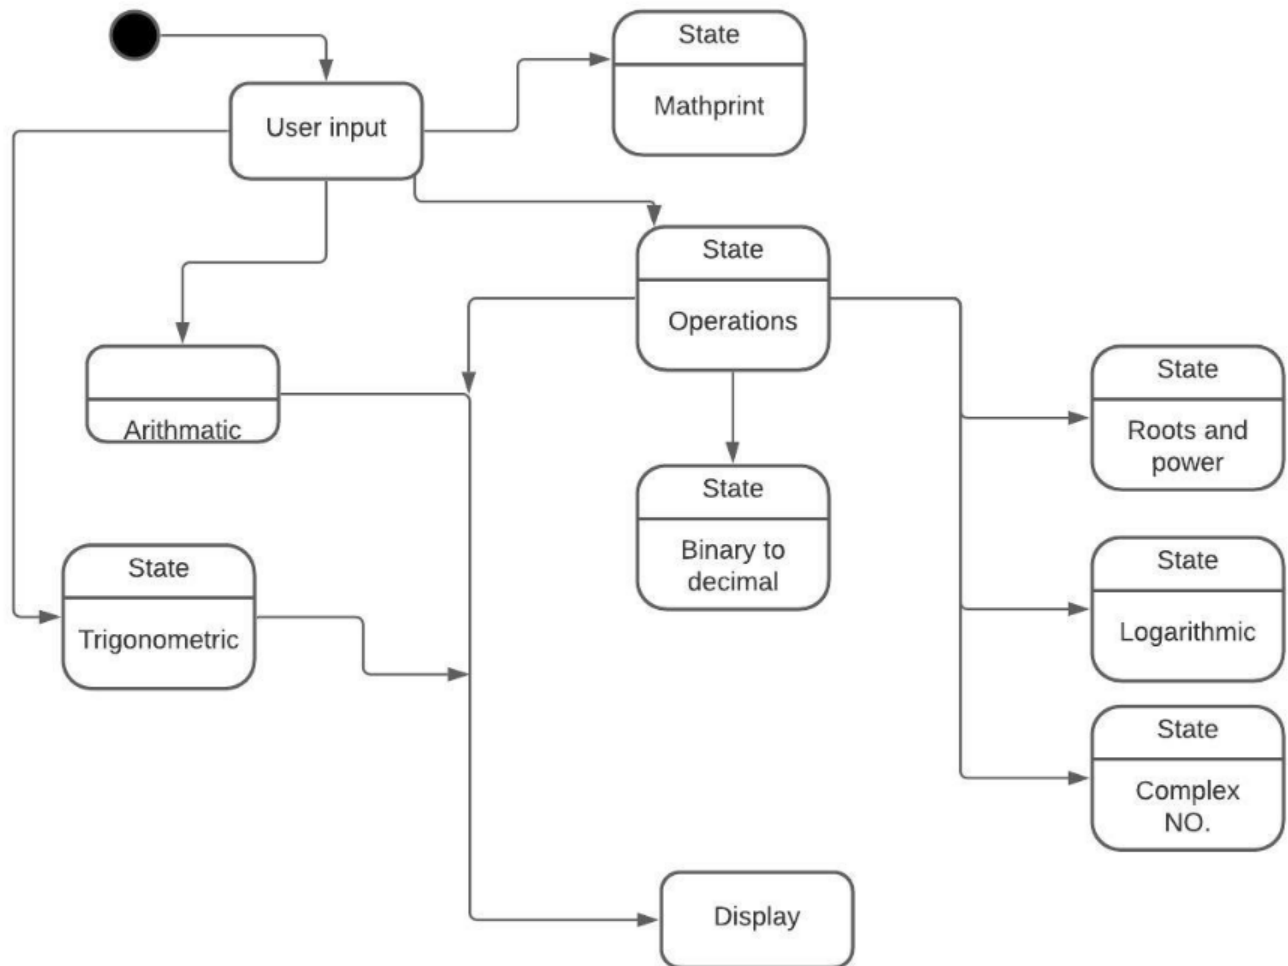 State
Mathprint
User input
State
Operations
State
Roots and
power
Arithmatic
State
Binary to
decimal
State
Trigonometric
State
Logarithmic
State
Complex
NO.
Display